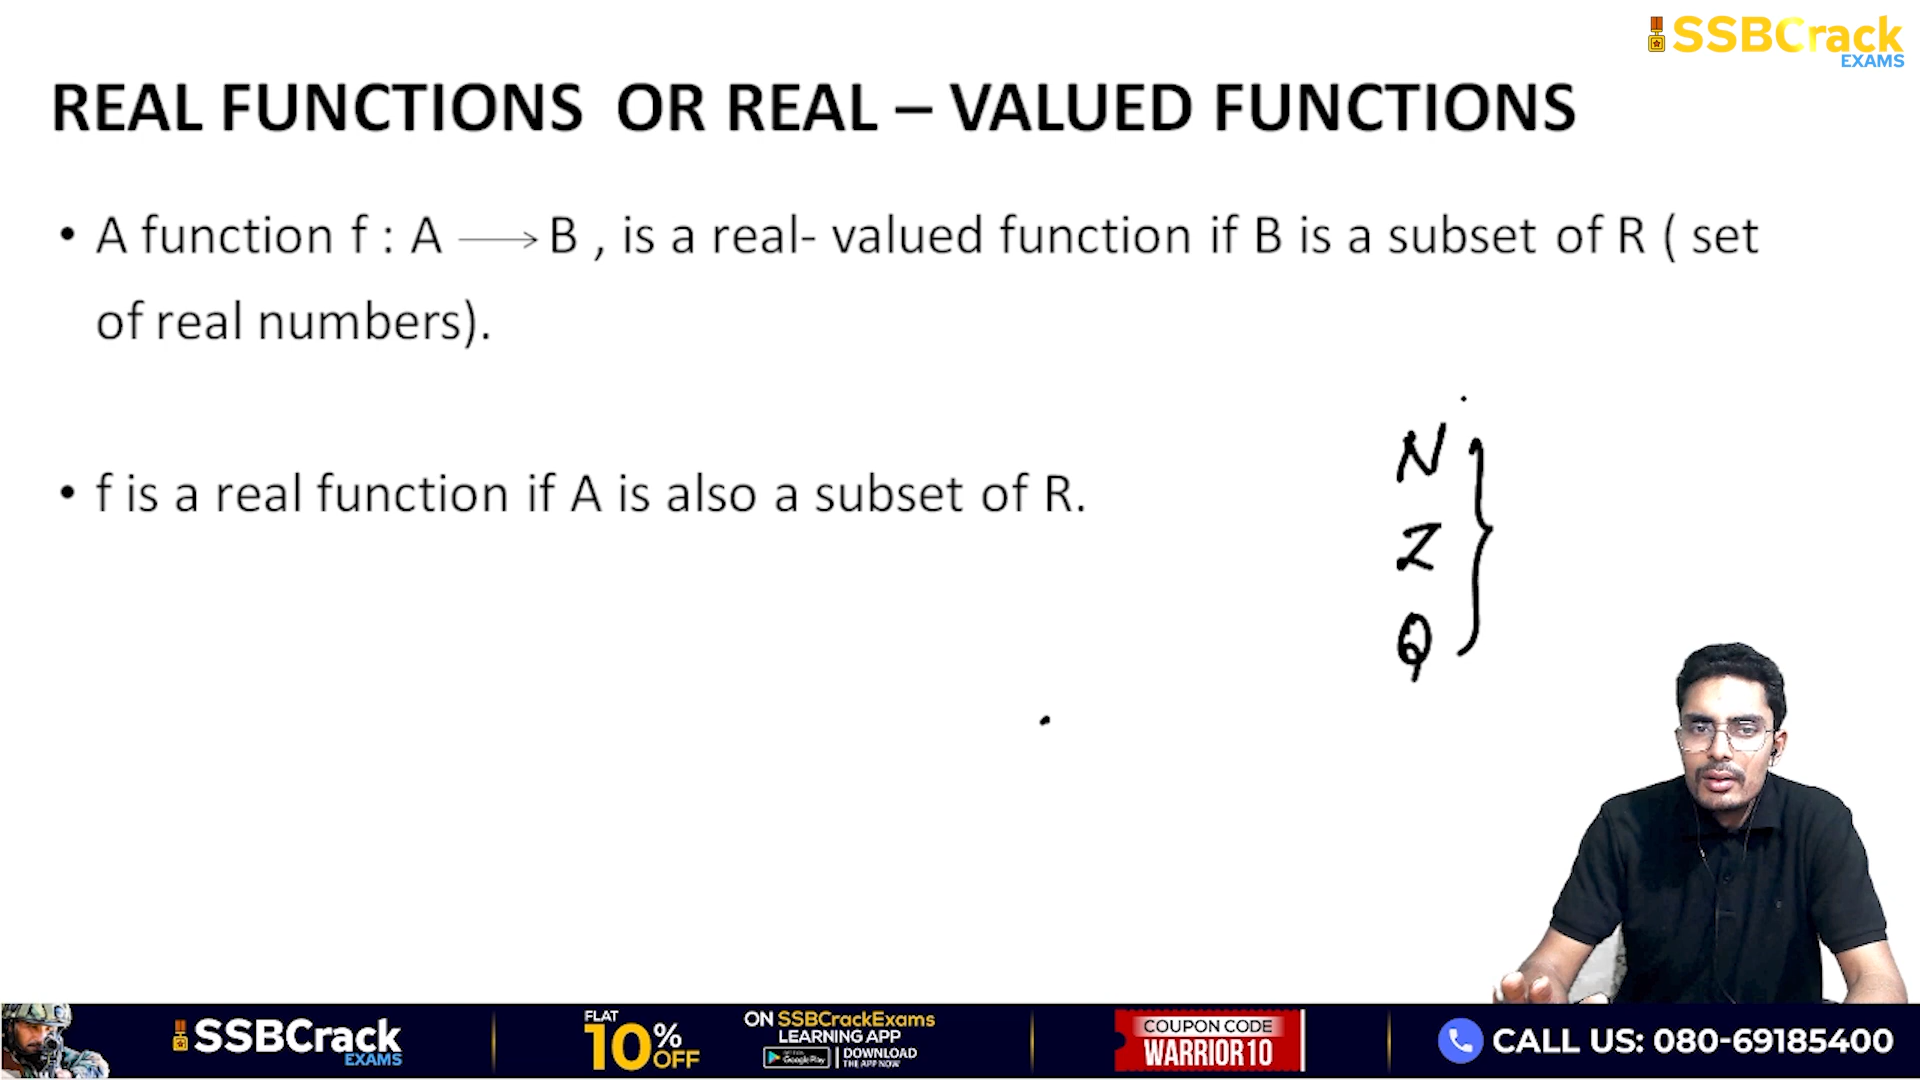 SSBCrack
EXAMS
REAL FUNCTIONS OR REAL – VALUED FUNCTIONS
• A function f : A ⟶ B , is a real- valued function if B is a subset of R ( set
of real numbers).
• f is a real function if A is also a subset of R.
N
Z
Q
SSBCrack
EXAMS
FLAT
10% OFF
ON SSBCrackExams
LEARNING APP
Google Play
DOWNLOAD
THE APP NOW
COUPON CODE
WARRIOR10
CALL US: 080-69185400